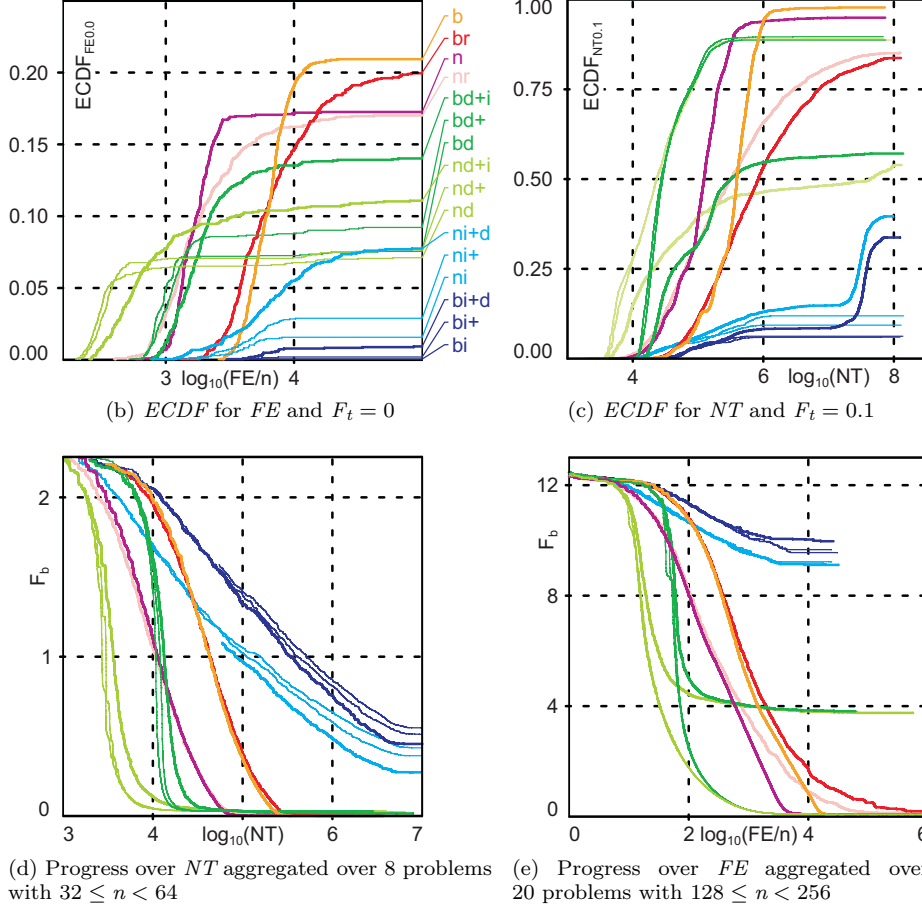 ECDF_FE0.0
0.20
0.15
0.10
0.05
0.00
3 log₁₀(FE/n) 4
b
br
n
nr
bd+i
bd+
bd
nd+i
nd+
nd
ni+d
ni+
ni
bi+d
bi+
bi
(b) ECDF for FE and Fₜ = 0
ECDF_NT0.1
1.00
0.75
0.50
0.25
0.00
4 6 log₁₀(NT) 8
(c) ECDF for NT and Fₜ = 0.1
F_b
2
1
0
3 4 log₁₀(NT) 6 7
(d) Progress over NT aggregated over 8 problems
with 32 ≤ n < 64
F_b
12
8
4
0
0 2 log₁₀(FE/n) 4 6
(e) Progress over FE aggregated over
20 problems with 128 ≤ n < 256